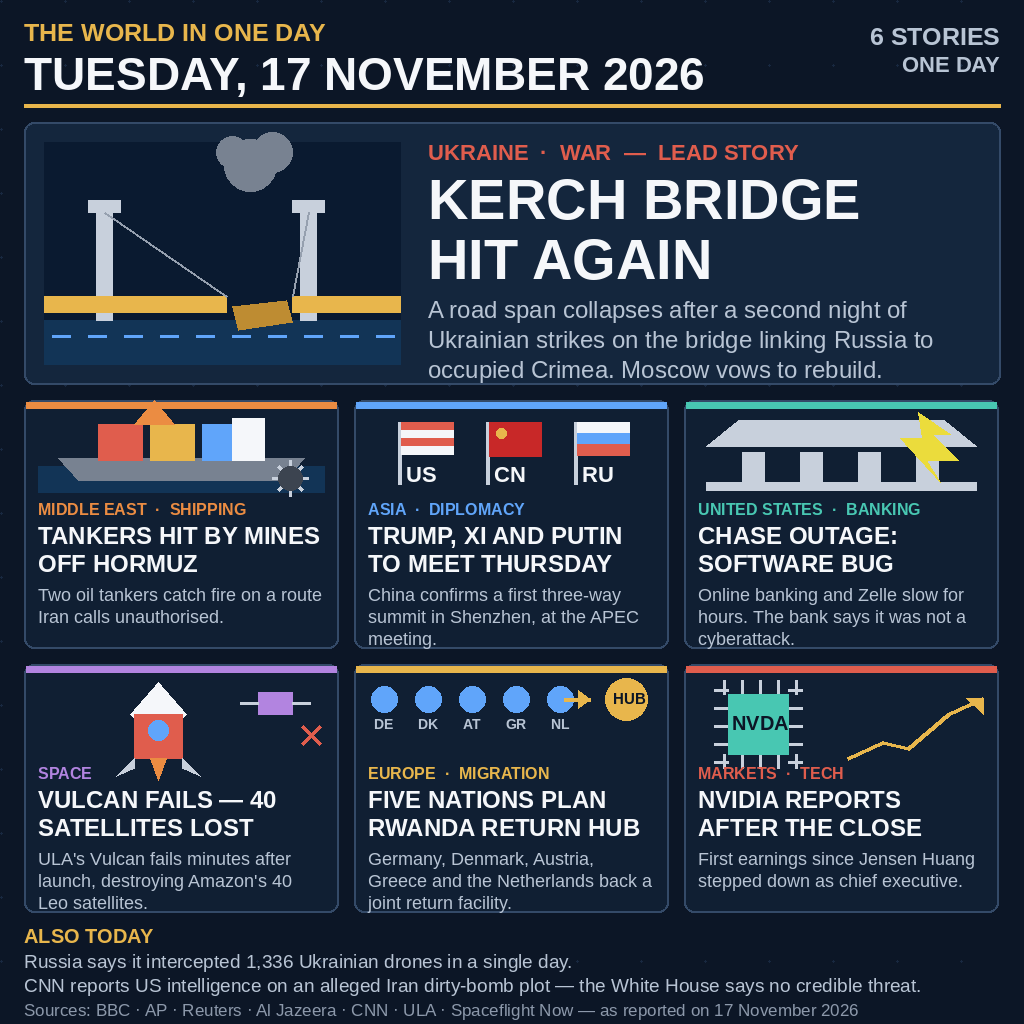 THE WORLD IN ONE DAY
TUESDAY, 17 NOVEMBER 2026
6 STORIES
ONE DAY
UKRAINE · WAR — LEAD STORY
KERCH BRIDGE
HIT AGAIN
A road span collapses after a second night of
Ukrainian strikes on the bridge linking Russia to
occupied Crimea. Moscow vows to rebuild.
MIDDLE EAST · SHIPPING
TANKERS HIT BY MINES
OFF HORMUZ
Two oil tankers catch fire on a route
Iran calls unauthorised.
US CN RU
ASIA · DIPLOMACY
TRUMP, XI AND PUTIN
TO MEET THURSDAY
China confirms a first three-way
summit in Shenzhen, at the APEC
meeting.
UNITED STATES · BANKING
CHASE OUTAGE:
SOFTWARE BUG
Online banking and Zelle slow for
hours. The bank says it was not a
cyberattack.
SPACE
VULCAN FAILS — 40
SATELLITES LOST
ULA's Vulcan fails minutes after
launch, destroying Amazon's 40
Leo satellites.
HUB
DE DK AT GR NL
EUROPE · MIGRATION
FIVE NATIONS PLAN
RWANDA RETURN HUB
Germany, Denmark, Austria,
Greece and the Netherlands back a
joint return facility.
NVDA
MARKETS · TECH
NVIDIA REPORTS
AFTER THE CLOSE
First earnings since Jensen Huang
stepped down as chief executive.
ALSO TODAY
Russia says it intercepted 1,336 Ukrainian drones in a single day.
CNN reports US intelligence on an alleged Iran dirty-bomb plot — the White House says no credible threat.
Sources: BBC · AP · Reuters · Al Jazeera · CNN · ULA · Spaceflight Now — as reported on 17 November 2026